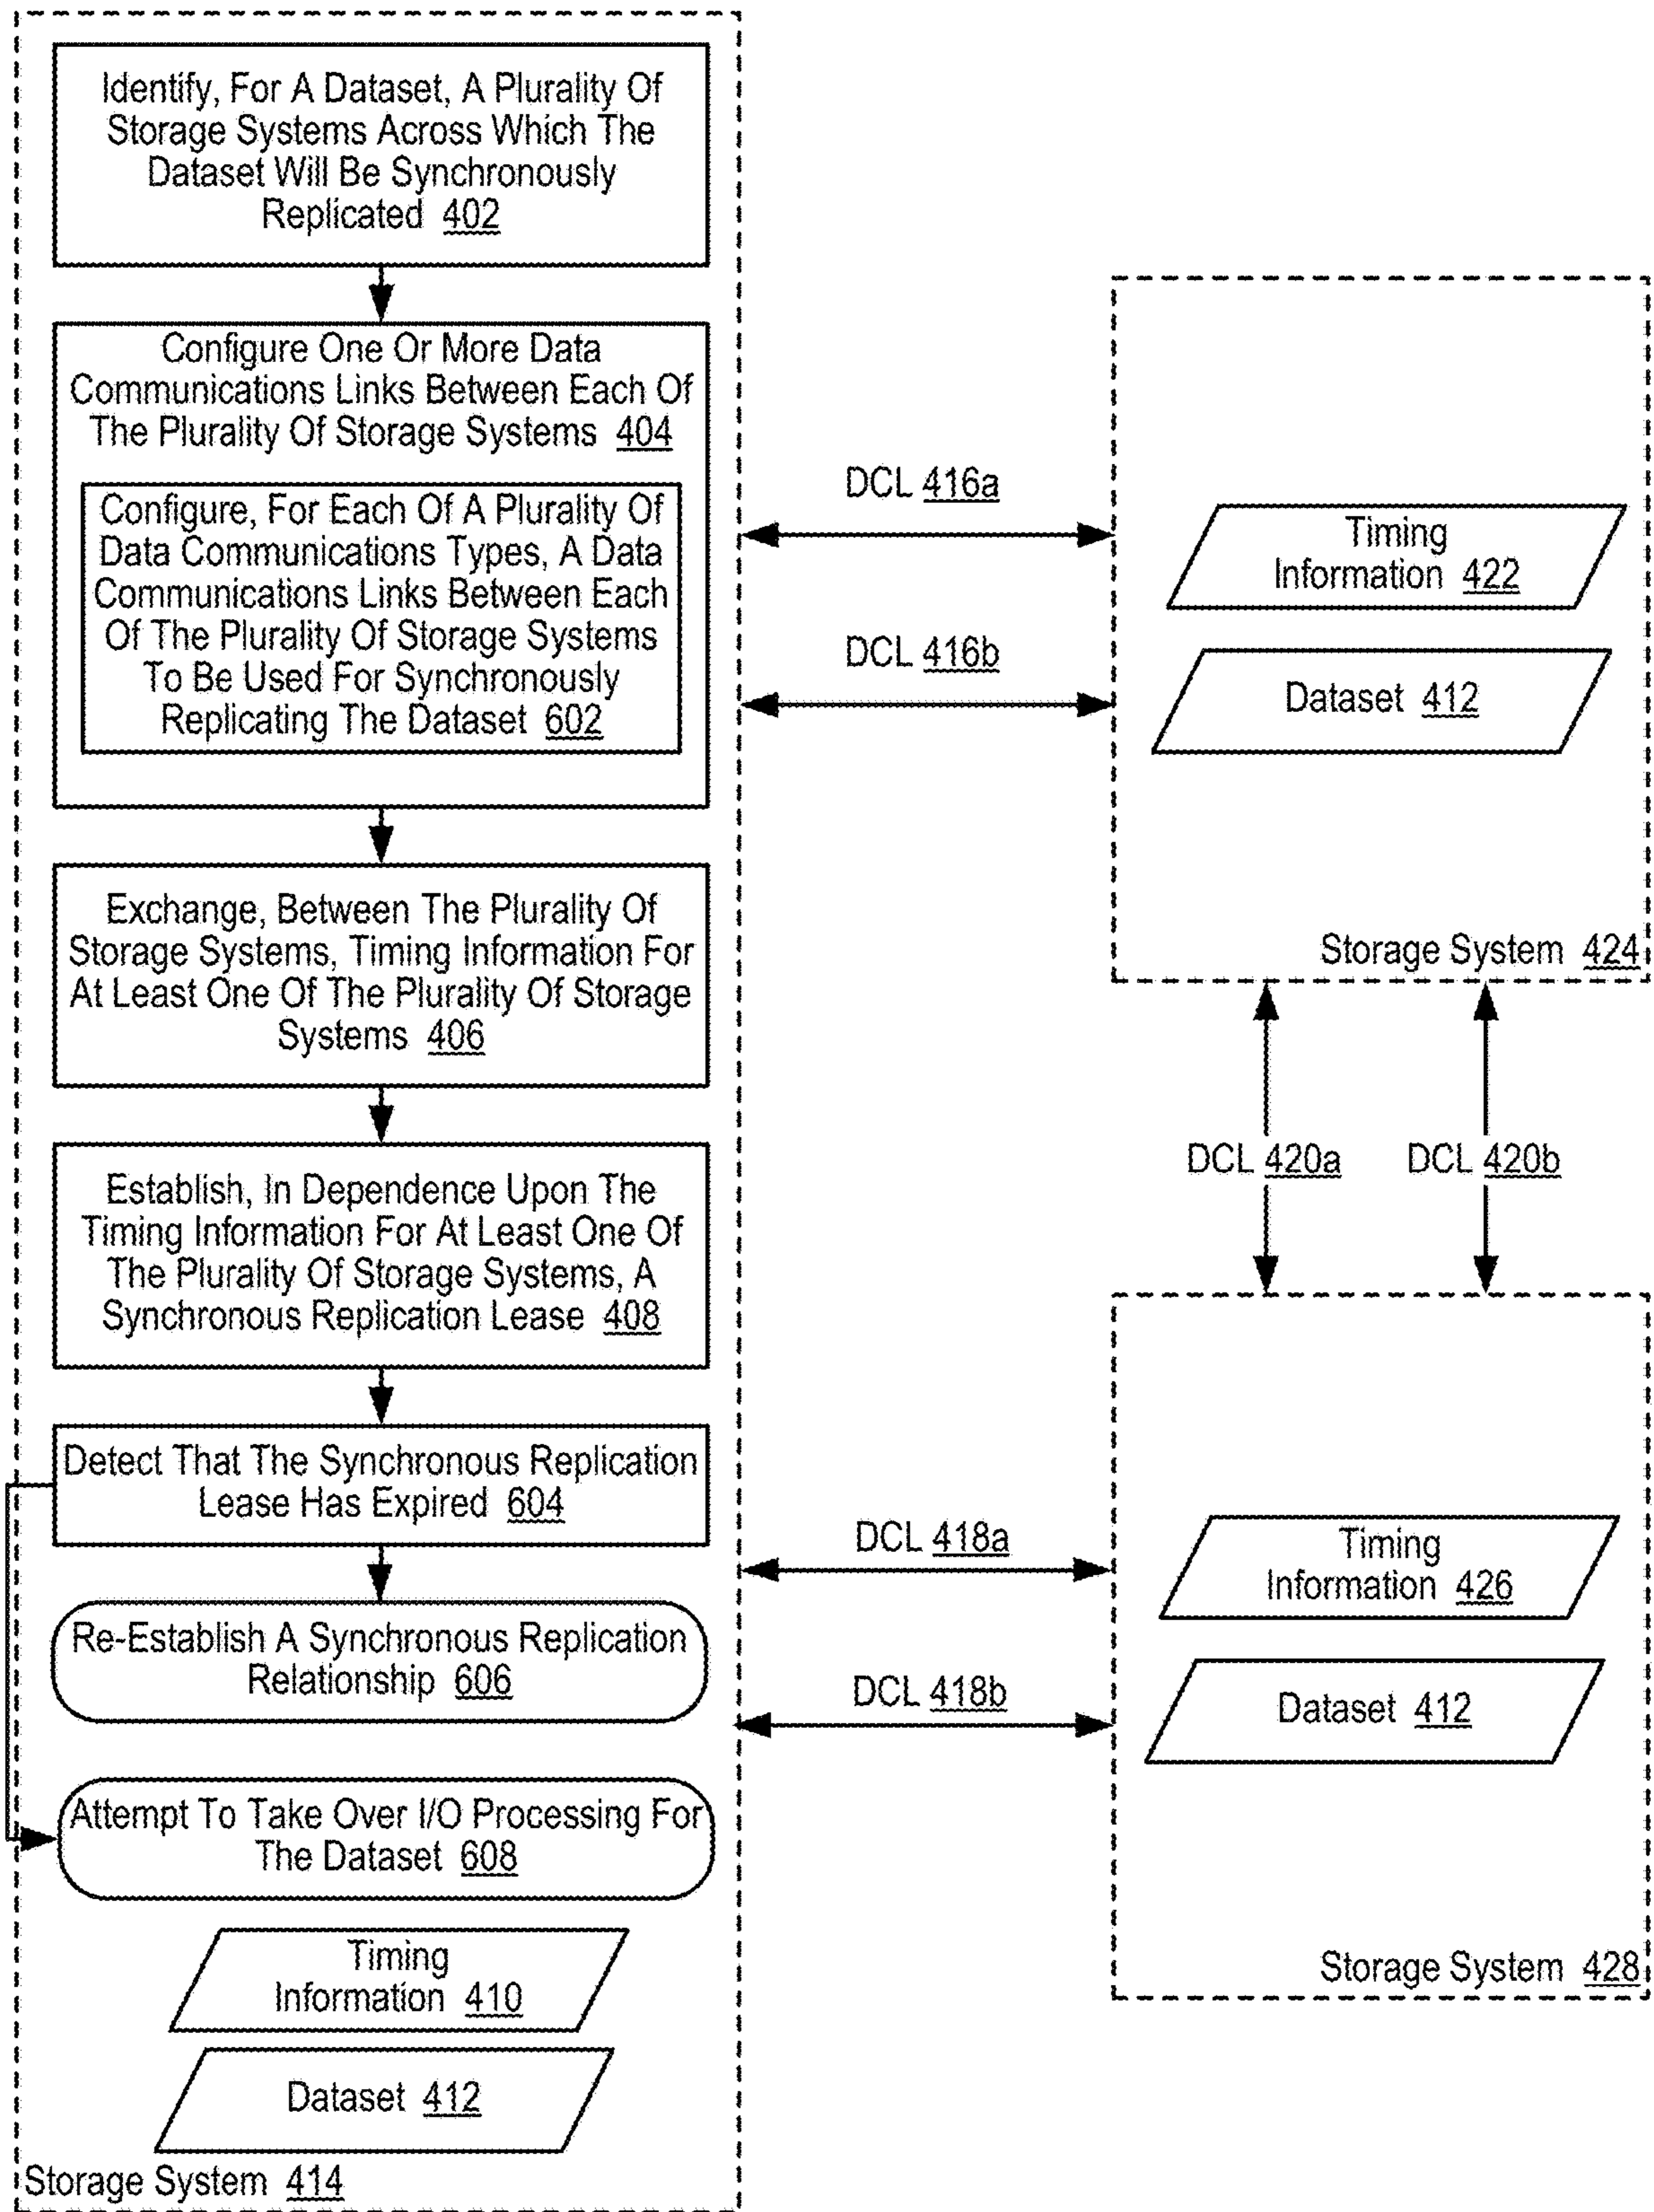 Identify, For A Dataset, A Plurality Of
Storage Systems Across Which The
Dataset Will Be Synchronously
Replicated 402
Configure One Or More Data
Communications Links Between Each Of
The Plurality Of Storage Systems 404
Configure, For Each Of A Plurality Of
Data Communications Types, A Data
Communications Links Between Each
Of The Plurality Of Storage Systems
To Be Used For Synchronously
Replicating The Dataset 602
Exchange, Between The Plurality Of
Storage Systems, Timing Information For
At Least One Of The Plurality Of Storage
Systems 406
Establish, In Dependence Upon The
Timing Information For At Least One Of
The Plurality Of Storage Systems, A
Synchronous Replication Lease 408
Detect That The Synchronous Replication
Lease Has Expired 604
Re-Establish A Synchronous Replication
Relationship 606
Attempt To Take Over I/O Processing For
The Dataset 608
Timing
Information 410
Dataset 412
Storage System 414
DCL 416a
DCL 416b
Timing
Information 422
Dataset 412
Storage System 424
DCL 420a
DCL 420b
DCL 418a
DCL 418b
Timing
Information 426
Dataset 412
Storage System 428